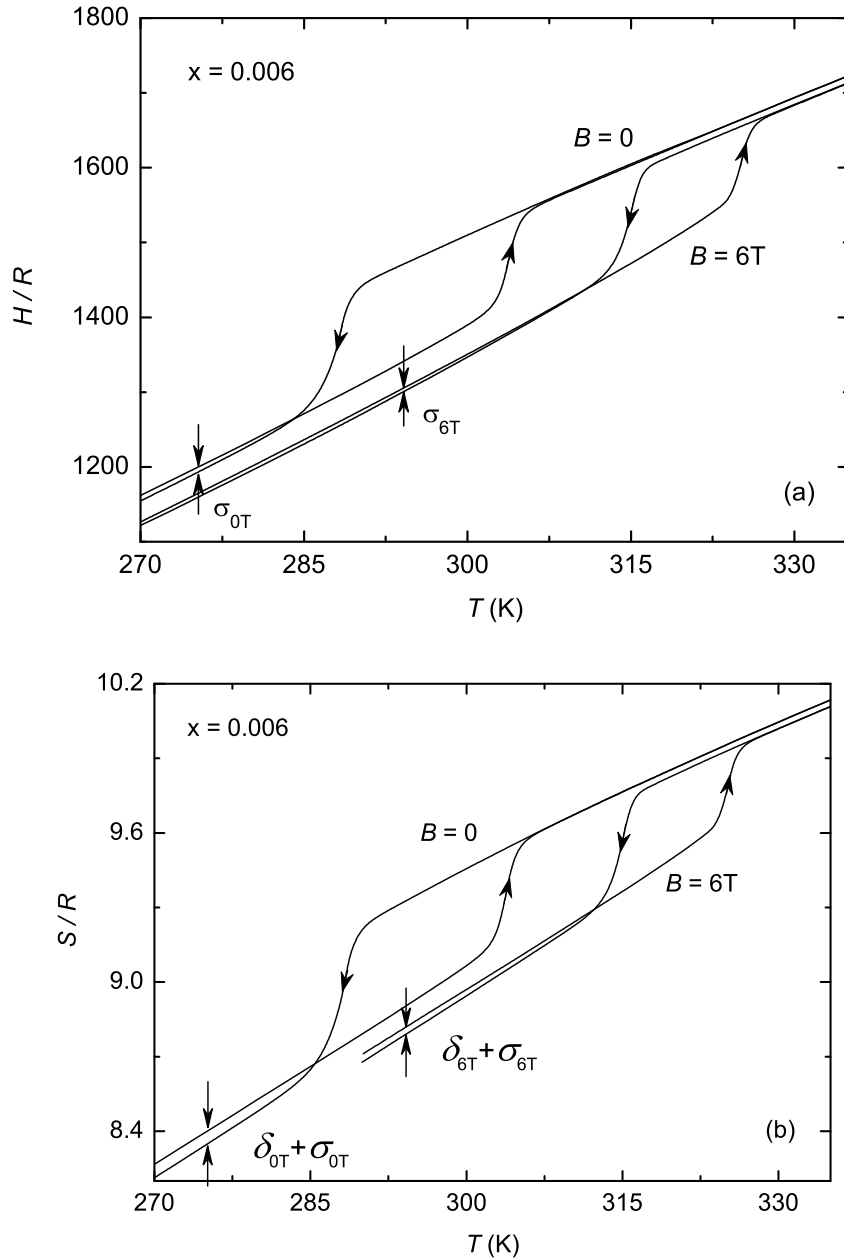 1800
x = 0.006
B = 0
1600
B = 6T
H / R
1400
σ6T
1200
σ0T
(a)
270 285 300 315 330
T (K)
10.2
x = 0.006
B = 0
9.6
B = 6T
S / R
9.0
δ6T+σ6T
8.4
δ0T+σ0T
(b)
270 285 300 315 330
T (K)